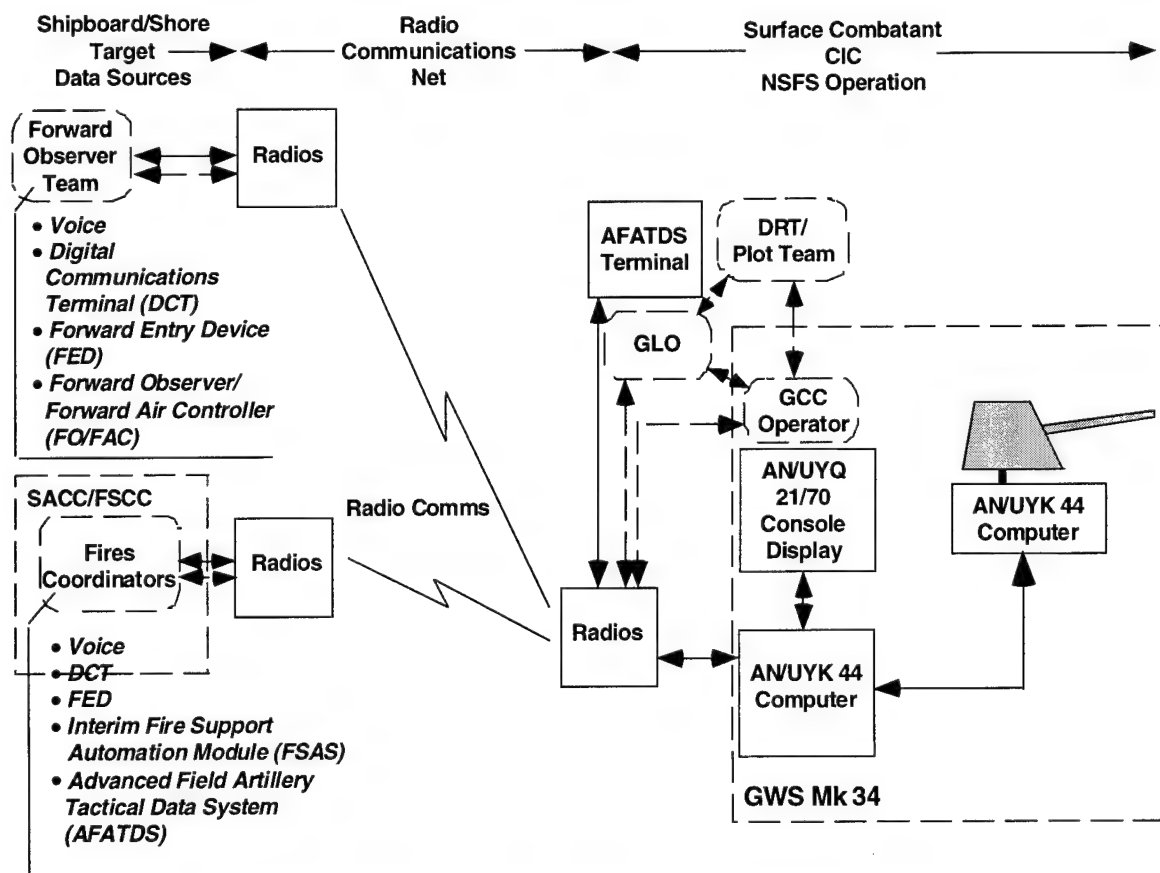 Shipboard/Shore
Target
Data Sources
Radio
Communications
Net
Surface Combatant
CIC
NSFS Operation
Forward
Observer
Team
Radios
• Voice
• Digital
Communications
Terminal (DCT)
• Forward Entry Device
(FED)
• Forward Observer/
Forward Air Controller
(FO/FAC)
AFATDS
Terminal
DRT/
Plot Team
GLO
GCC
Operator
AN/UYQ
21/70
Console
Display
AN/UYK 44
Computer
SACC/FSCC
Fires
Coordinators
Radios
Radio Comms
Radios
AN/UYK 44
Computer
• Voice
• DCT
• FED
• Interim Fire Support
Automation Module (FSAS)
• Advanced Field Artillery
Tactical Data System
(AFATDS)
GWS Mk 34